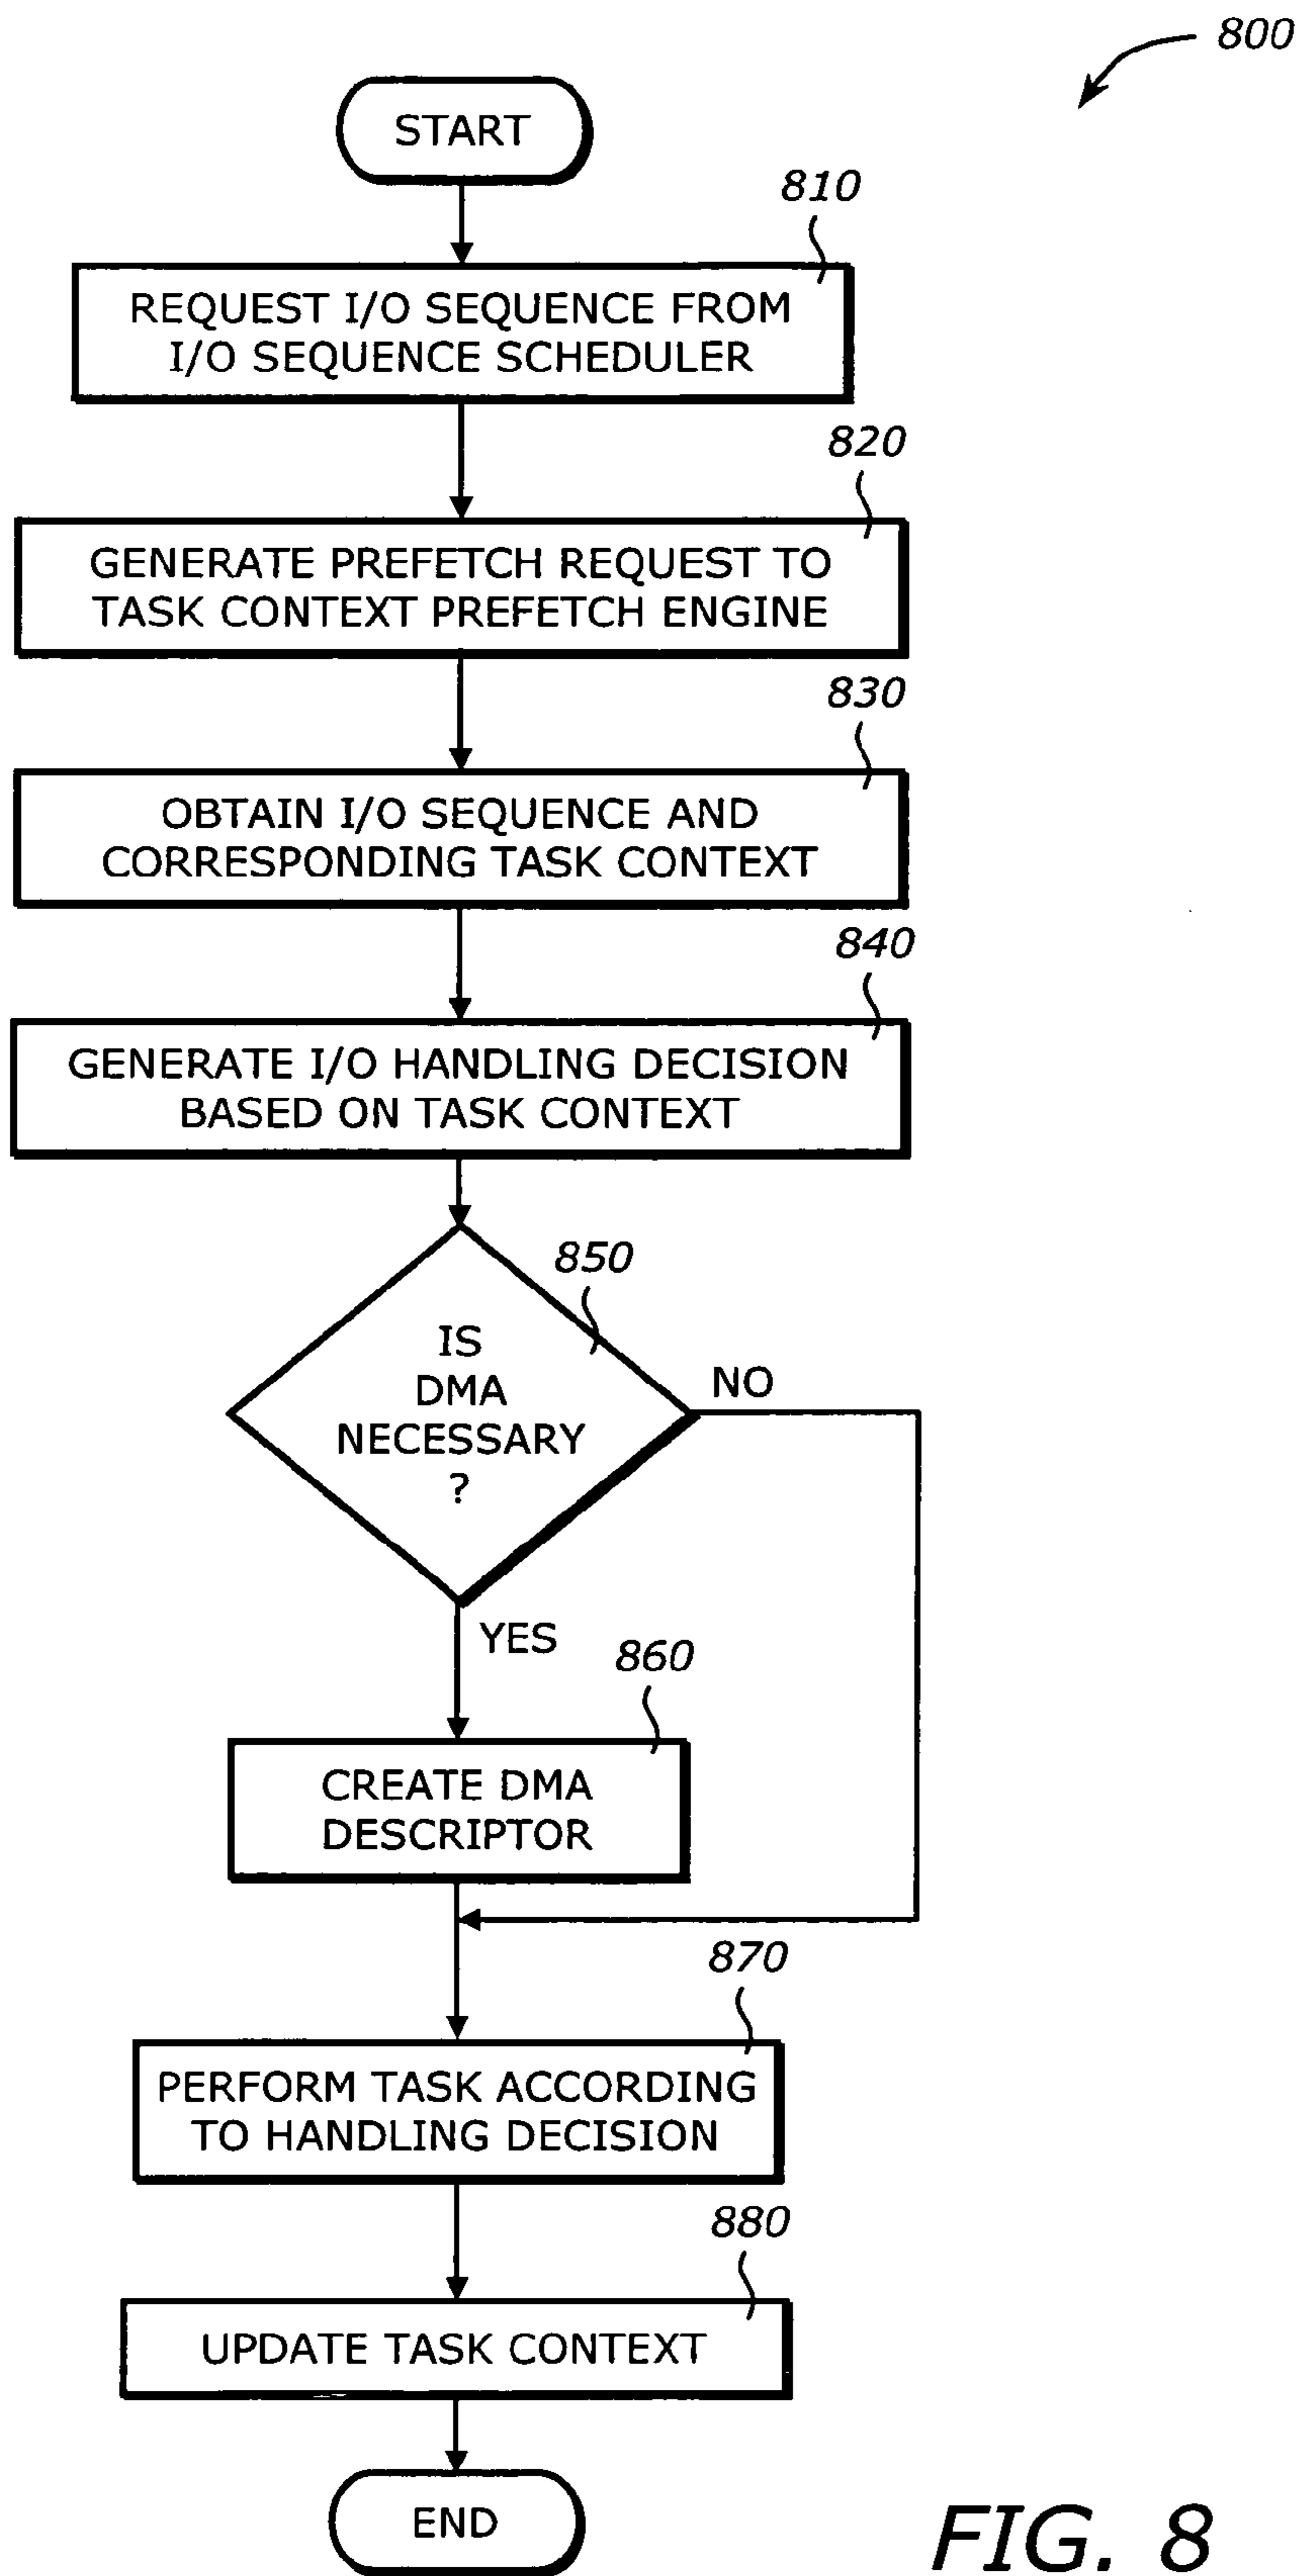 800
START
810
REQUEST I/O SEQUENCE FROM
I/O SEQUENCE SCHEDULER
820
GENERATE PREFETCH REQUEST TO
TASK CONTEXT PREFETCH ENGINE
830
OBTAIN I/O SEQUENCE AND
CORRESPONDING TASK CONTEXT
840
GENERATE I/O HANDLING DECISION
BASED ON TASK CONTEXT
850
IS
DMA
NECESSARY
?
NO
YES
860
CREATE DMA
DESCRIPTOR
870
PERFORM TASK ACCORDING
TO HANDLING DECISION
880
UPDATE TASK CONTEXT
END
FIG. 8